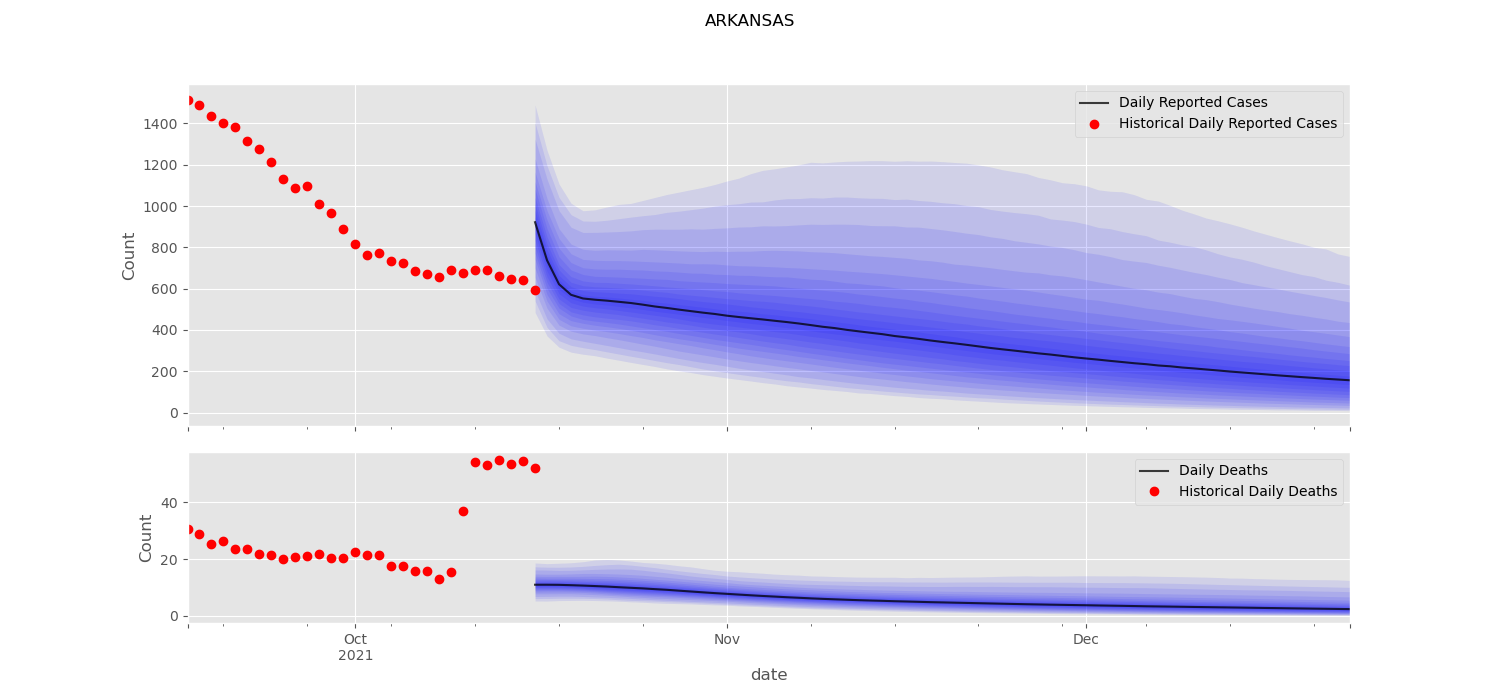 ARKANSAS
Daily Reported Cases
Historical Daily Reported Cases
1400
1200
1000
800
600
400
200
0
Count
Daily Deaths
Historical Daily Deaths
40
20
0
Count
Oct
2021
Nov
Dec
date